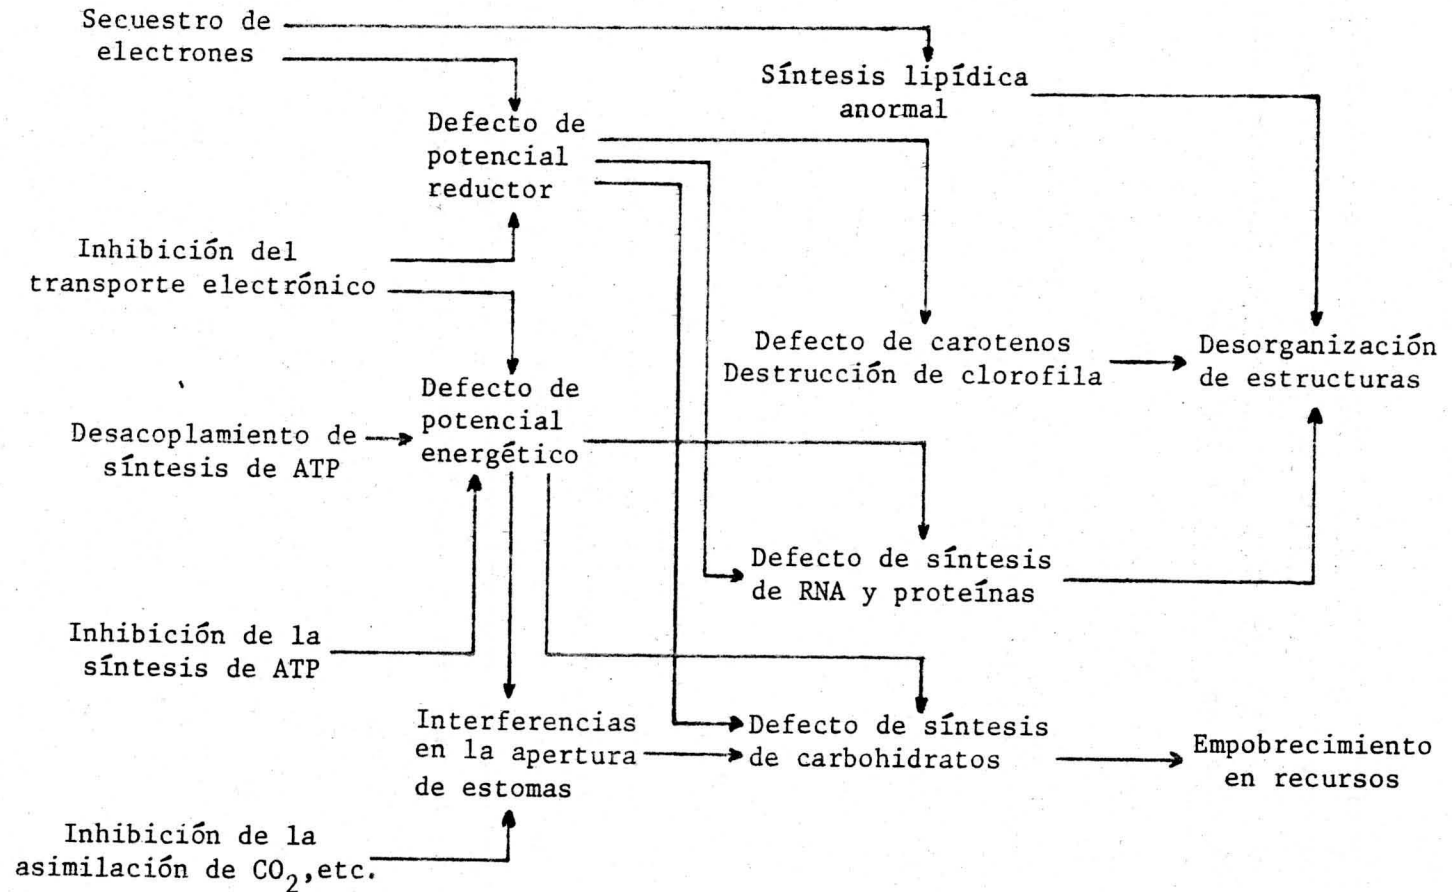 Secuestro de
electrones
Síntesis lipídica
anormal
Defecto de
potencial
reductor
Inhibición del
transporte electrónico
Defecto de carotenos
Destrucción de clorofila
Desorganización
de estructuras
Defecto de
potencial
energético
Desacoplamiento de
síntesis de ATP
Defecto de síntesis
de RNA y proteínas
Inhibición de la
síntesis de ATP
Interferencias
en la apertura
de estomas
Defecto de síntesis
de carbohidratos
Empobrecimiento
en recursos
Inhibición de la
asimilación de CO₂,etc.